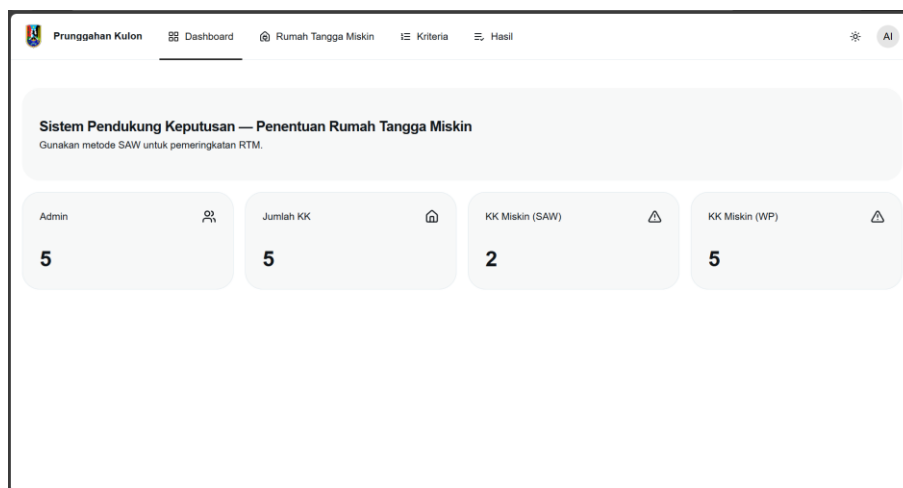 Prunggahan Kulon Dashboard Rumah Tangga Miskin Kriteria Hasil AI
Sistem Pendukung Keputusan — Penentuan Rumah Tangga Miskin
Gunakan metode SAW untuk pemeringkatan RTM.
Admin
5
Jumlah KK
5
KK Miskin (SAW)
2
KK Miskin (WP)
5